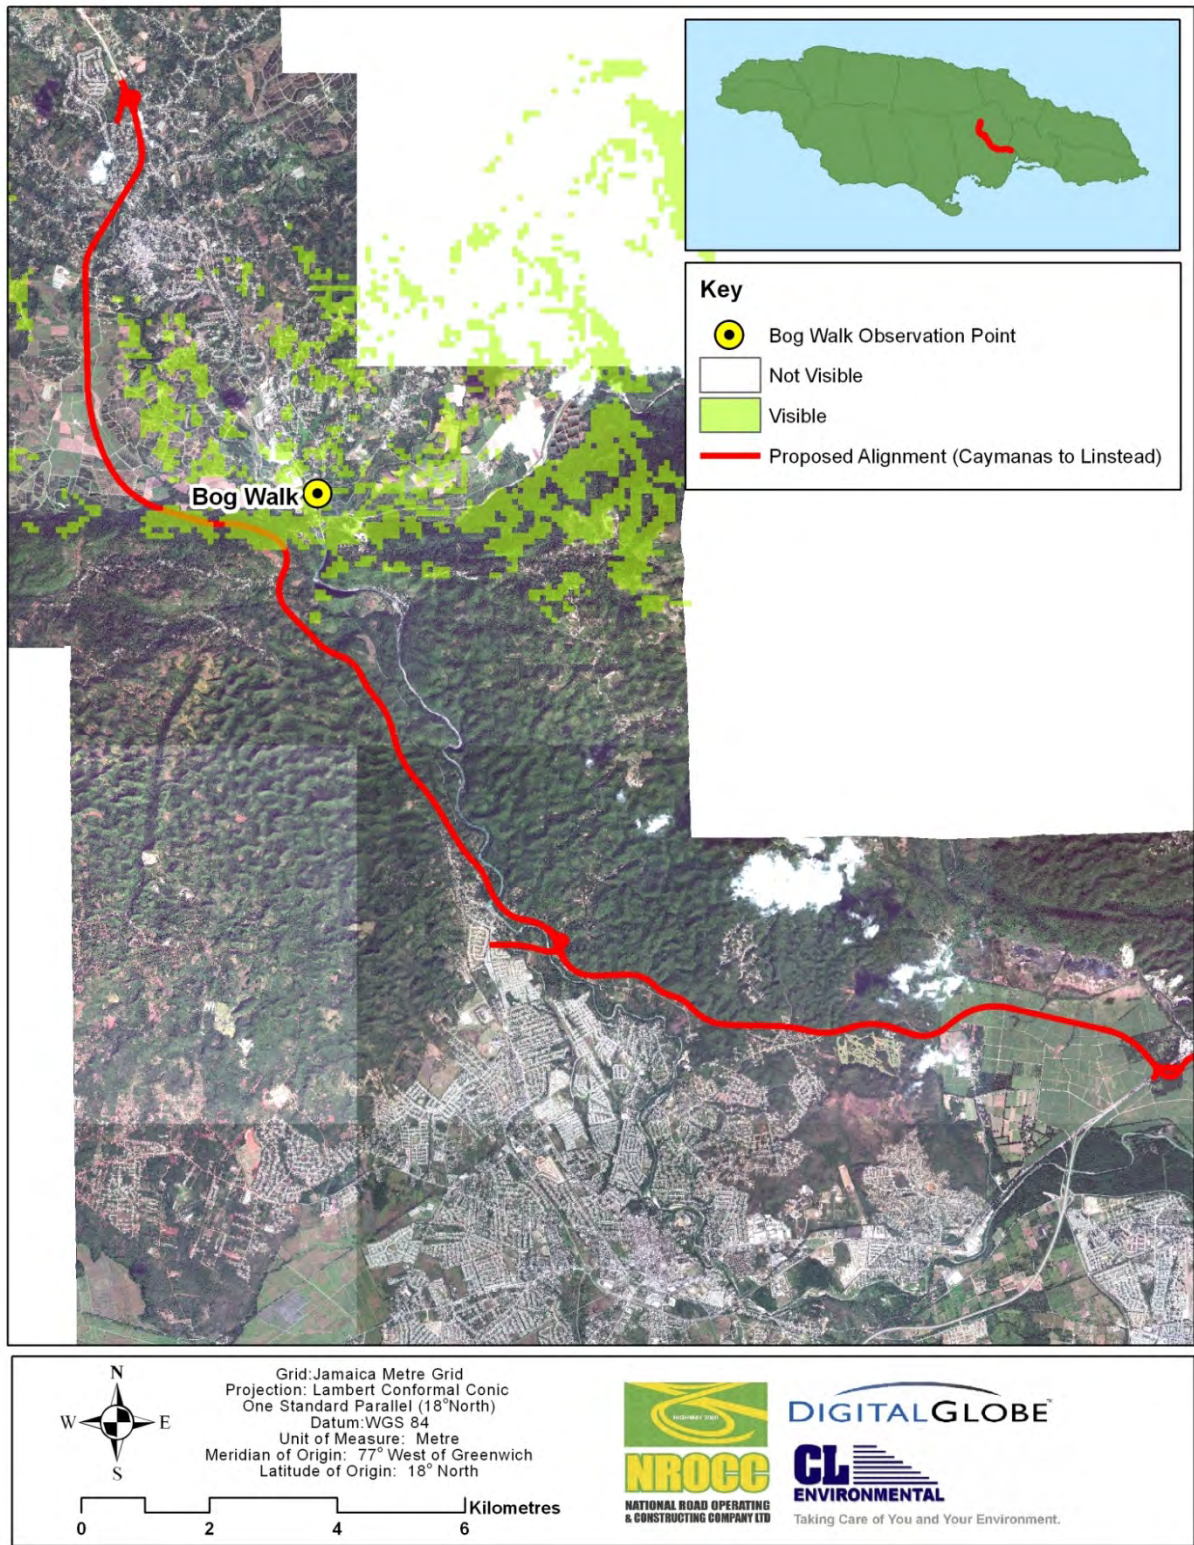 Key
Bog Walk Observation Point
Not Visible
Visible
Proposed Alignment (Caymanas to Linstead)
Bog Walk
N
W E
S
Grid:Jamaica Metre Grid
Projection: Lambert Conformal Conic
One Standard Parallel (18°North)
Datum:WGS 84
Unit of Measure: Metre
Meridian of Origin: 77° West of Greenwich
Latitude of Origin: 18° North
Kilometres
0 2 4 6
HIGHWAY 2000
NROCC
NATIONAL ROAD OPERATING
& CONSTRUCTING COMPANY LTD
DIGITALGLOBE™
CL
ENVIRONMENTAL
Taking Care of You and Your Environment.